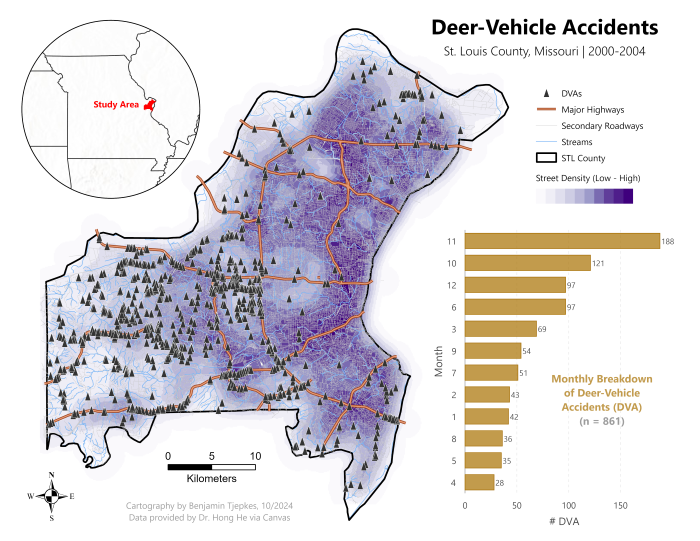 Deer-Vehicle Accidents
St. Louis County, Missouri | 2000-2004
Study Area
DVAs
Major Highways
Secondary Roadways
Streams
STL County
Street Density (Low - High)
11 188
10 121
12 97
6 97
3 69
9 54
7 51
2 43
1 42
8 36
5 35
4 28
0 50 100 150
# DVA
Month
Monthly Breakdown
of Deer-Vehicle
Accidents (DVA)
(n = 861)
0 5 10
Kilometers
N
W E
S
Cartography by Benjamin Tjepkes, 10/2024
Data provided by Dr. Hong He via Canvas